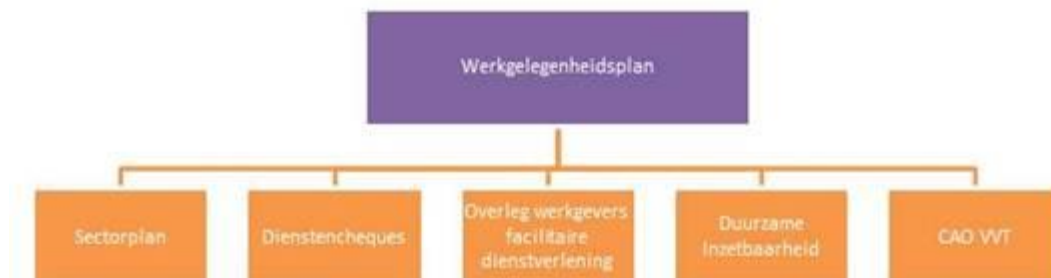 Werkgelegenheidsplan
Sectorplan
Dienstencheques
Overleg werkgevers
facilitaire
dienstverlening
Duurzame
Inzetbaarheid
CAO VVT